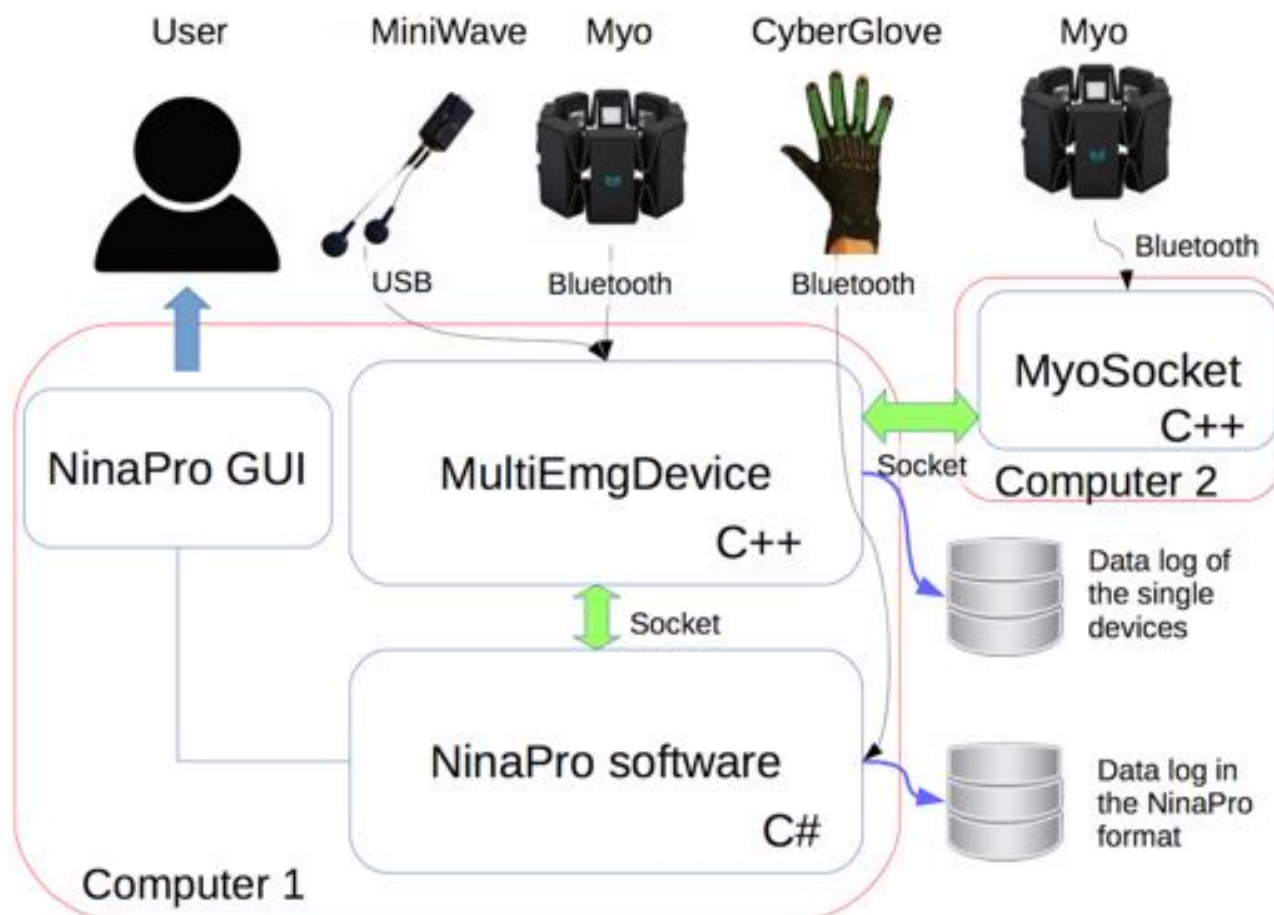 User
MiniWave
Myo
CyberGlove
Myo
USB
Bluetooth
Bluetooth
Bluetooth
NinaPro GUI
MultiEmgDevice
C++
MyoSocket
C++
Socket
Computer 2
Socket
Data log of
the single
devices
NinaPro software
C#
Data log in
the NinaPro
format
Computer 1